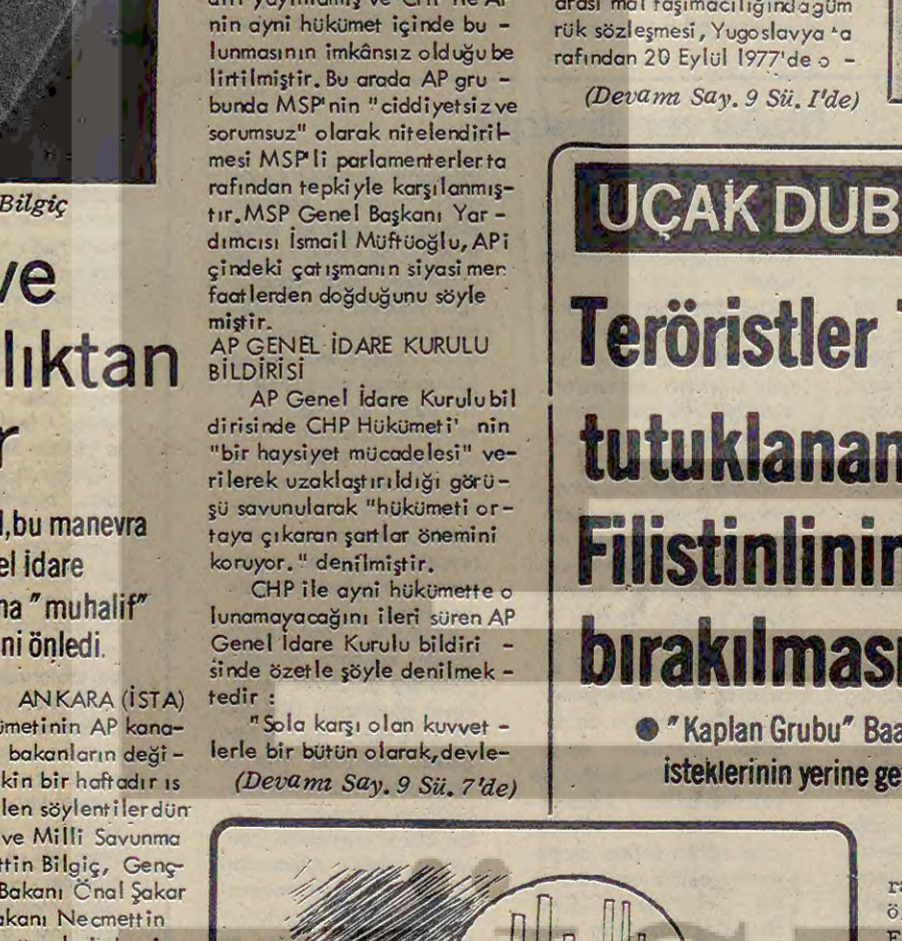 nin ayni hükümet içinde bu -
lunmasının imkânsız olduğu be
lirtilmiştir. Bu arada AP gru -
bunda MSP'nin "ciddiyetsiz ve
sorumsuz" olarak nitelendiril-
mesi MSP'li parlamenterler ta
rafından tepkiyle karşılanmış-
tır. MSP Genel Başkanı Yar -
dımcısı İsmail Müftüoğlu, AP i
çindeki çatışmanın siyasi men
faatlerden doğduğunu söyle
miştir.
AP GENEL İDARE KURULU
BİLDİRİSİ
AP Genel İdare Kurulu bil
dirisinde CHP Hükümeti' nin
"bir haysiyet mücadelesi" ve-
rilerek uzaklaştırıldığı görü-
şü savunularak "hükümeti or-
taya çıkaran şartlar önemini
koruyor." denilmiştir.
CHP ile ayni hükümette o
lunamayacağını ileri süren AP
Genel İdare Kurulu bildiri -
sinde özetle şöyle denilmek -
tedir :
"Sola karşı olan kuvvet -
lerle bir bütün olarak, devle-
(Devamı Say. 9 Sü. 7'de)
Bilgiç
ve
lıktan
r
l, bu manevra
el idare
na "muhalif"
ni önledi.
ANKARA (İSTA)
ümetinin AP kana-
bakanların deği -
kin bir haftadır ıs
len söylentiler dün
ve Milli Savunma
ttin Bilgiç, Genç-
Bakanı Önal Şakar
akanı Necmettin
arası mal taşımacılığında güm
rük sözleşmesi, Yugoslavya ta
rafından 20 Eylül 1977'de o -
(Devamı Say. 9 Sü. 1'de)
UÇAK DUB
Teröristler
tutuklanan
Filistinlinin
bırakılması
● "Kaplan Grubu" Baa
isteklerinin yerine ge